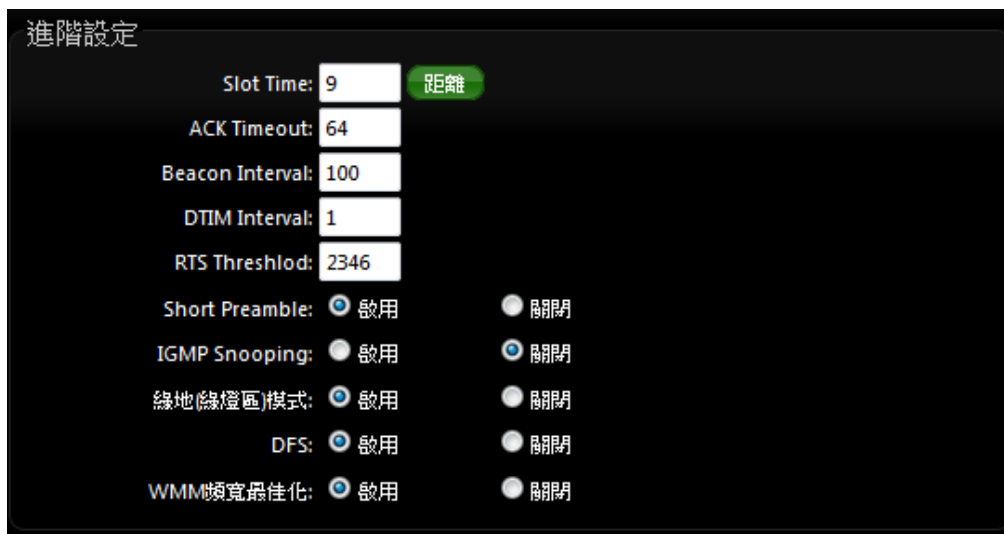 進階設定
Slot Time: 9 距離
ACK Timeout: 64
Beacon Interval: 100
DTIM Interval: 1
RTS Threshlod: 2346
Short Preamble: 啟用 關閉
IGMP Snooping: 啟用 關閉
綠地(綠燈區)模式: 啟用 關閉
DFS: 啟用 關閉
WMM頻寬最佳化: 啟用 關閉